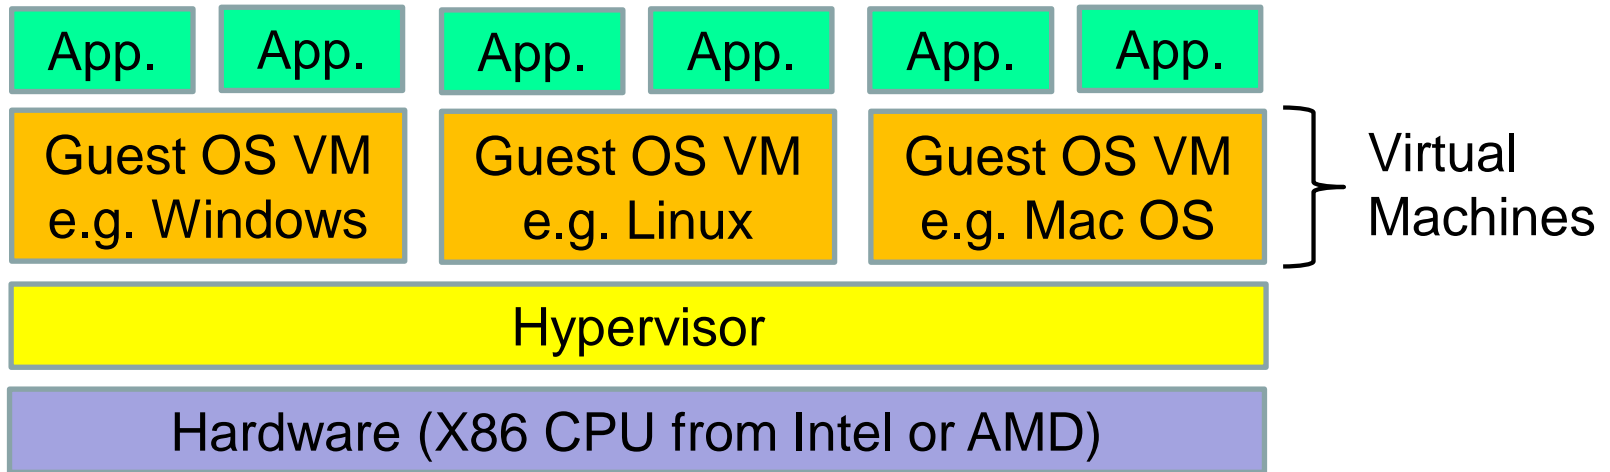 App.
App.
App.
App.
App.
App.
Guest OS VM
e.g. Windows
Guest OS VM
e.g. Linux
Guest OS VM
e.g. Mac OS
Virtual
Machines
Hypervisor
Hardware (X86 CPU from Intel or AMD)